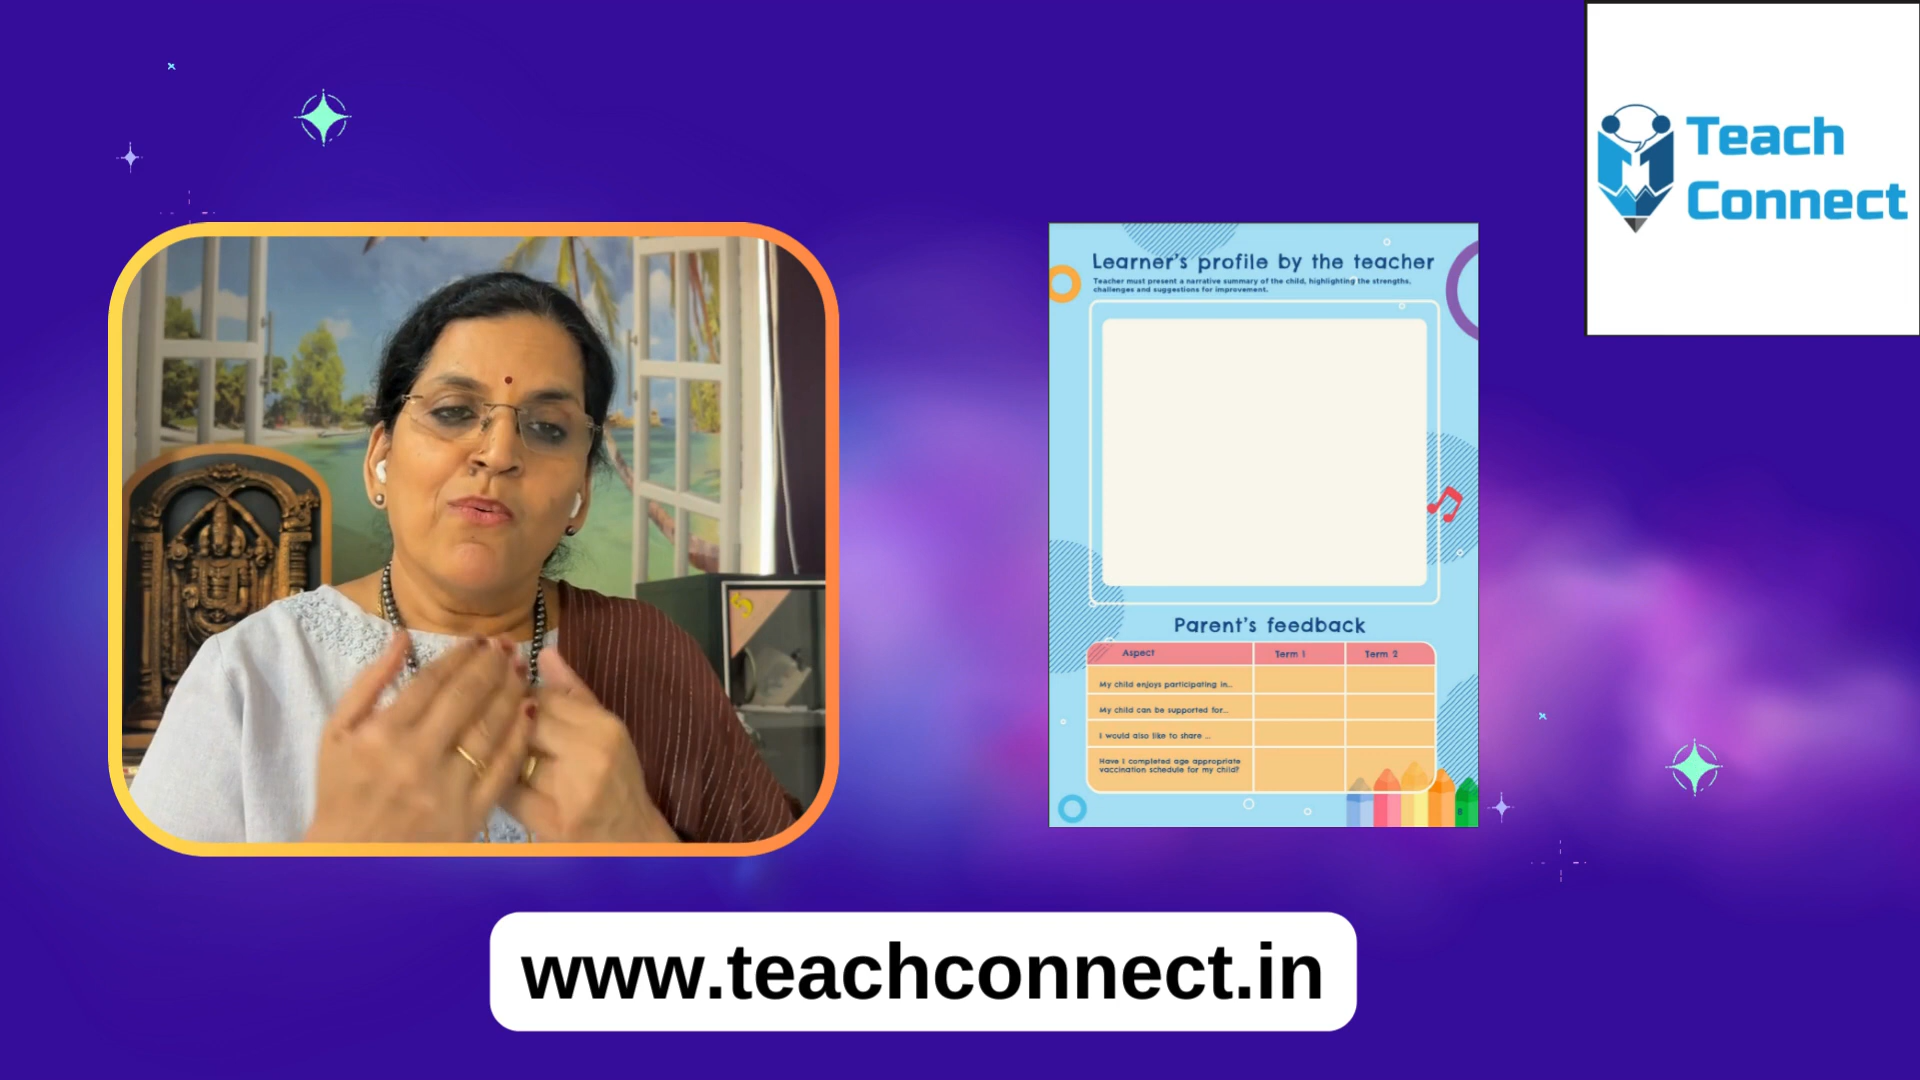 Teach
Connect
Learner's profile by the teacher
Teacher must present a narrative summary of the child, highlighting the strengths,
challenges and suggestions for improvement.
Parent's feedback
Aspect Term 1 Term 2
My child enjoys participating in...
My child can be supported for...
I would also like to share ...
Have I completed age appropriate
vaccination schedule for my child?
www.teachconnect.in